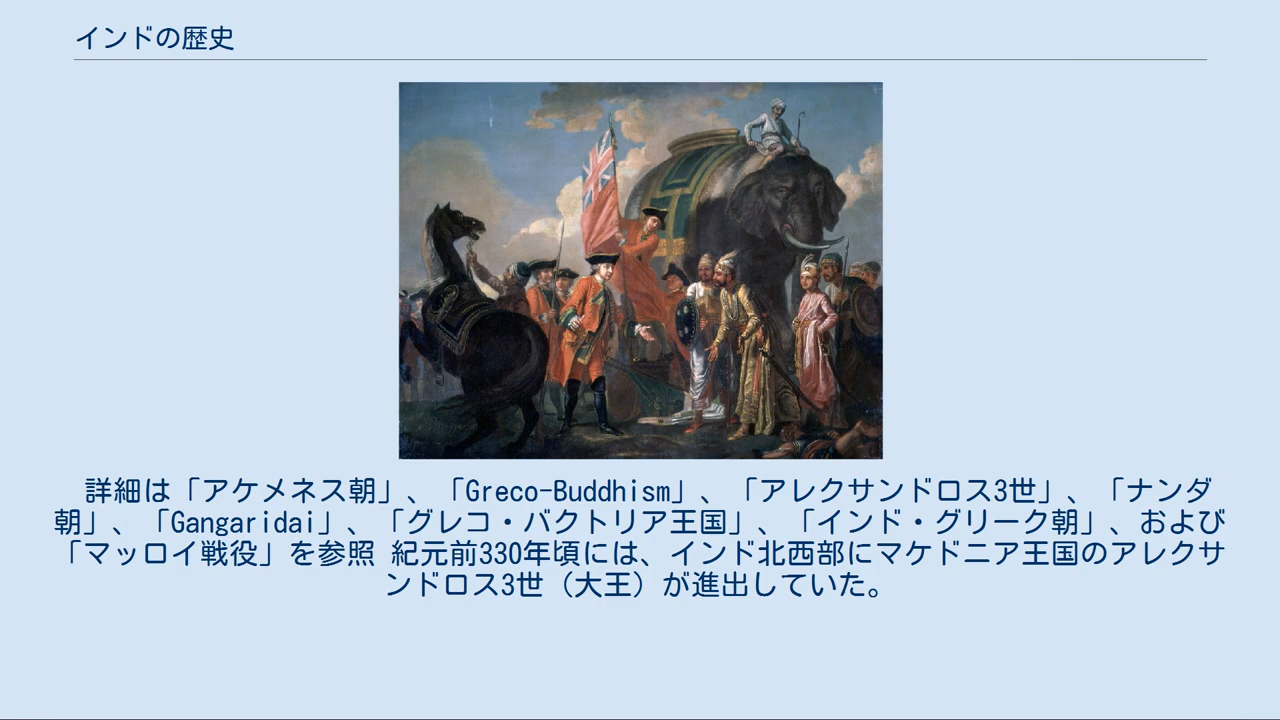 インドの歴史
詳細は「アケメネス朝」、「Greco-Buddhism」、「アレクサンドロス3世」、「ナンダ
朝」、「Gangaridai」、「グレコ・バクトリア王国」、「インド・グリーク朝」、および
「マッロイ戦役」を参照 紀元前330年頃には、インド北西部にマケドニア王国のアレクサ
ンドロス3世（大王）が進出していた。